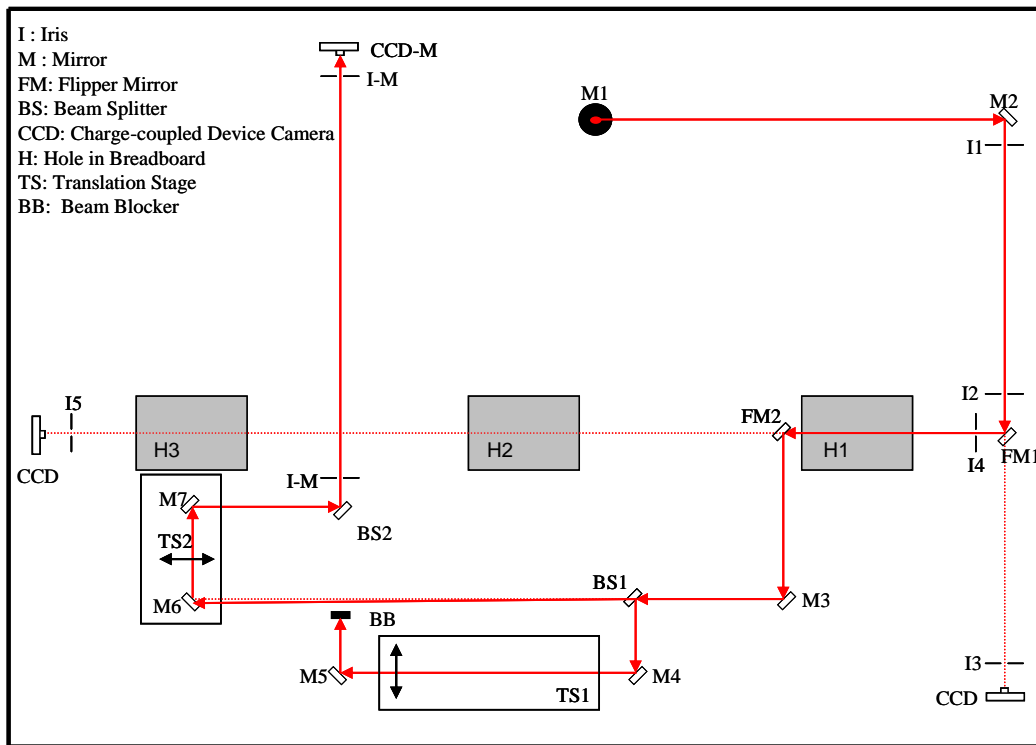 I : Iris
M : Mirror
FM: Flipper Mirror
BS: Beam Splitter
CCD: Charge-coupled Device Camera
H: Hole in Breadboard
TS: Translation Stage
BB: Beam Blocker
CCD-M
I-M
M1
M2
I1
I2
I5
FM2
H3
H2
H1
I4
FM1
CCD
I-M
M7
BS2
TS2
BS1
M6
M3
BB
I3
M5
M4
TS1
CCD